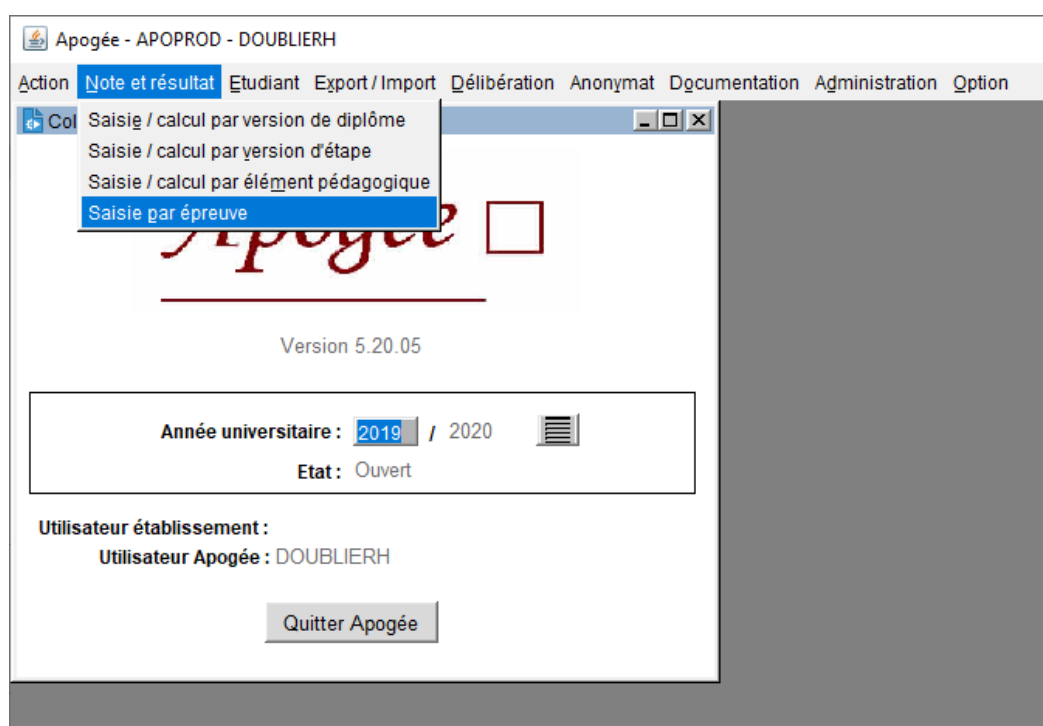 Apogée - APOPROD - DOUBLIERH
Action Note et résultat Etudiant Export / Import Délibération Anonymat Documentation Administration Option
Col
Saisie / calcul par version de diplôme
Saisie / calcul par version d'étape
Saisie / calcul par élément pédagogique
Saisie par épreuve
Apogée
Version 5.20.05
Année universitaire : 2019 / 2020
Etat : Ouvert
Utilisateur établissement :
Utilisateur Apogée : DOUBLIERH
Quitter Apogée